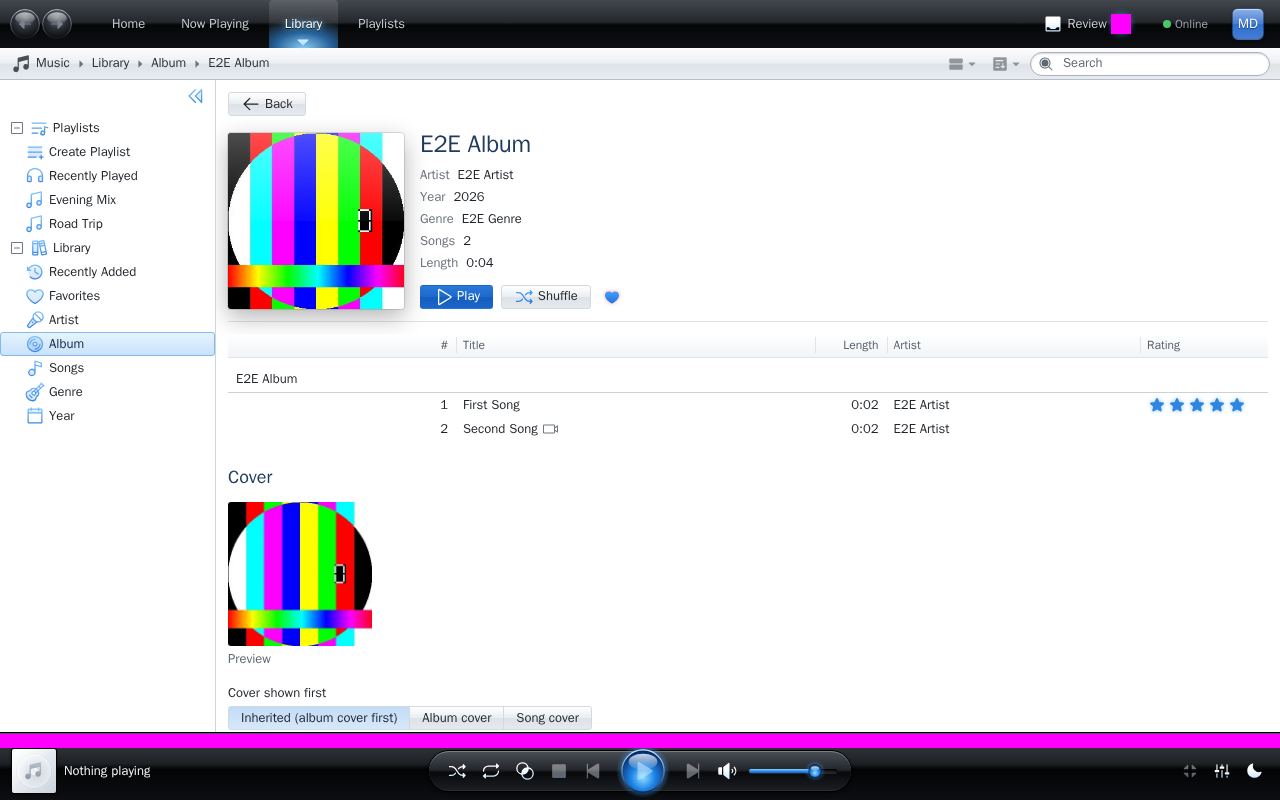 Home
Now Playing
Library
Playlists
Review
Online
MD
Music
Library
Album
E2E Album
Search
Playlists
Create Playlist
Recently Played
Evening Mix
Road Trip
Library
Recently Added
Favorites
Artist
Album
Songs
Genre
Year
Back
E2E Album
Artist E2E Artist
Year 2026
Genre E2E Genre
Songs 2
Length 0:04
Play
Shuffle
# Title Length Artist Rating
E2E Album
1 First Song 0:02 E2E Artist
2 Second Song 0:02 E2E Artist
Cover
Preview
Cover shown first
Inherited (album cover first)
Album cover
Song cover
Nothing playing